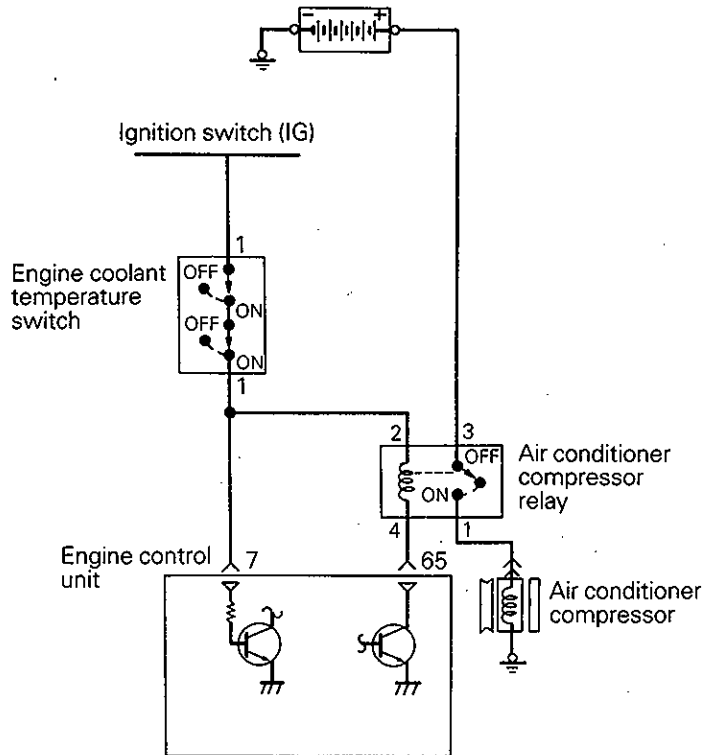 − +
Ignition switch (IG)
1
Engine coolant
temperature
switch
OFF
ON
OFF
ON
1
2
3
OFF
ON
4
1
Air conditioner
compressor
relay
Engine control
unit
7
65
Air conditioner
compressor